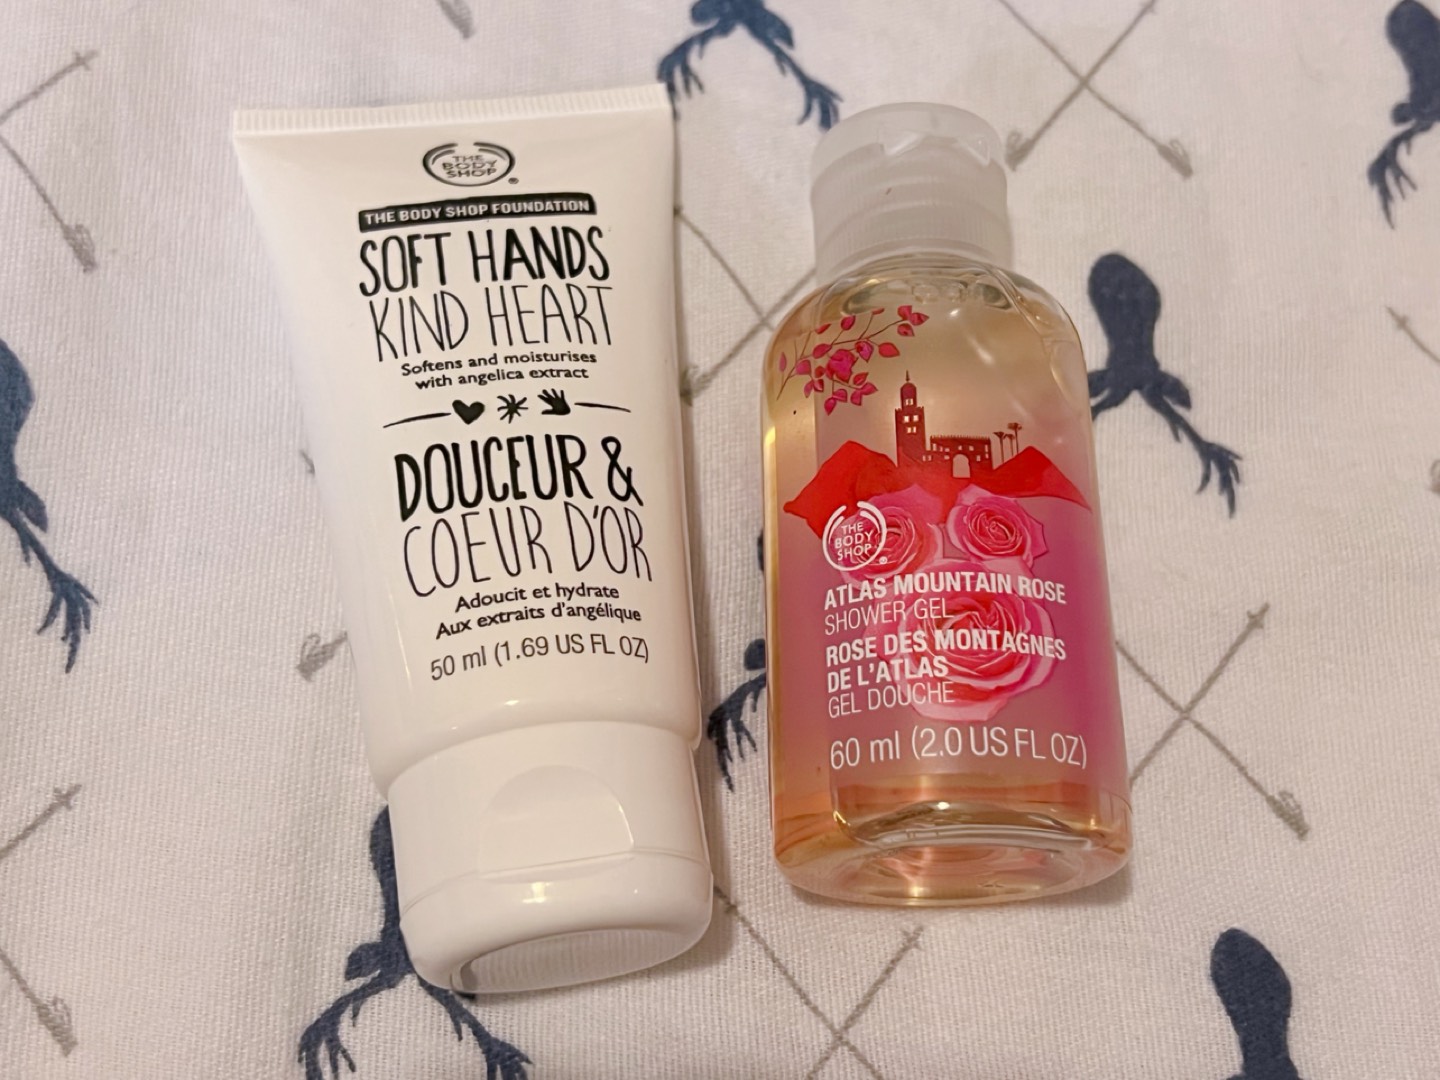 THE
BODY
SHOP®
THE BODY SHOP FOUNDATION
SOFT HANDS
KIND HEART
Softens and moisturises
with angelica extract
DOUCEUR &
COEUR D'OR
Adoucit et hydrate
Aux extraits d'angélique
50 ml (1.69 US FL OZ)
THE
BODY
SHOP®
ATLAS MOUNTAIN ROSE
SHOWER GEL
ROSE DES MONTAGNES
DE L'ATLAS
GEL DOUCHE
60 ml (2.0 US FL OZ)